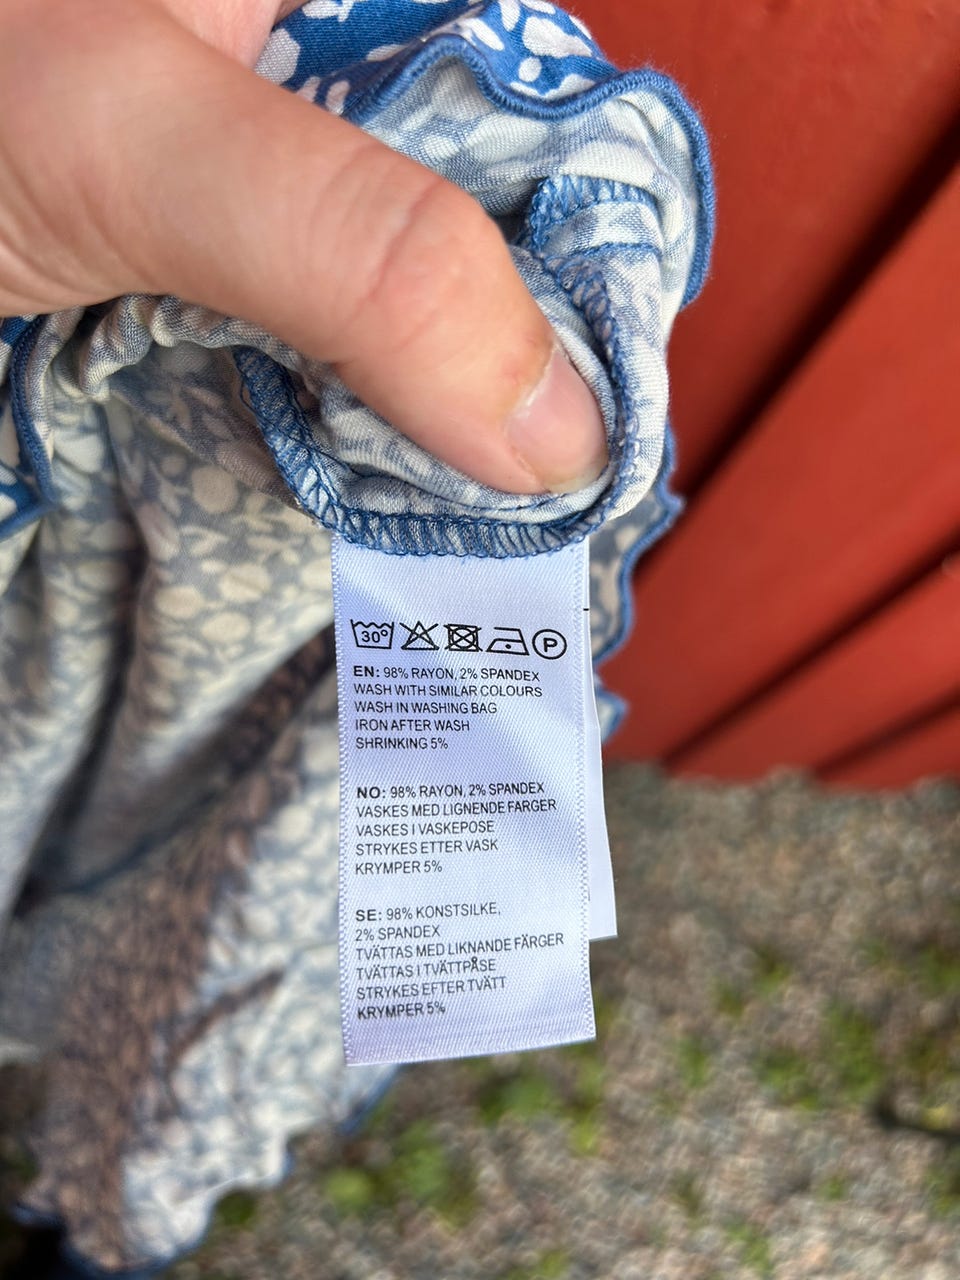 30°
P
EN: 98% RAYON, 2% SPANDEX
WASH WITH SIMILAR COLOURS
WASH IN WASHING BAG
IRON AFTER WASH
SHRINKING 5%
NO: 98% RAYON, 2% SPANDEX
VASKES MED LIGNENDE FARGER
VASKES I VASKEPOSE
STRYKES ETTER VASK
KRYMPER 5%
SE: 98% KONSTSILKE,
2% SPANDEX
TVÄTTAS MED LIKNANDE FÄRGER
TVÄTTAS I TVÄTTPÅSE
STRYKES EFTER TVÄTT
KRYMPER 5%